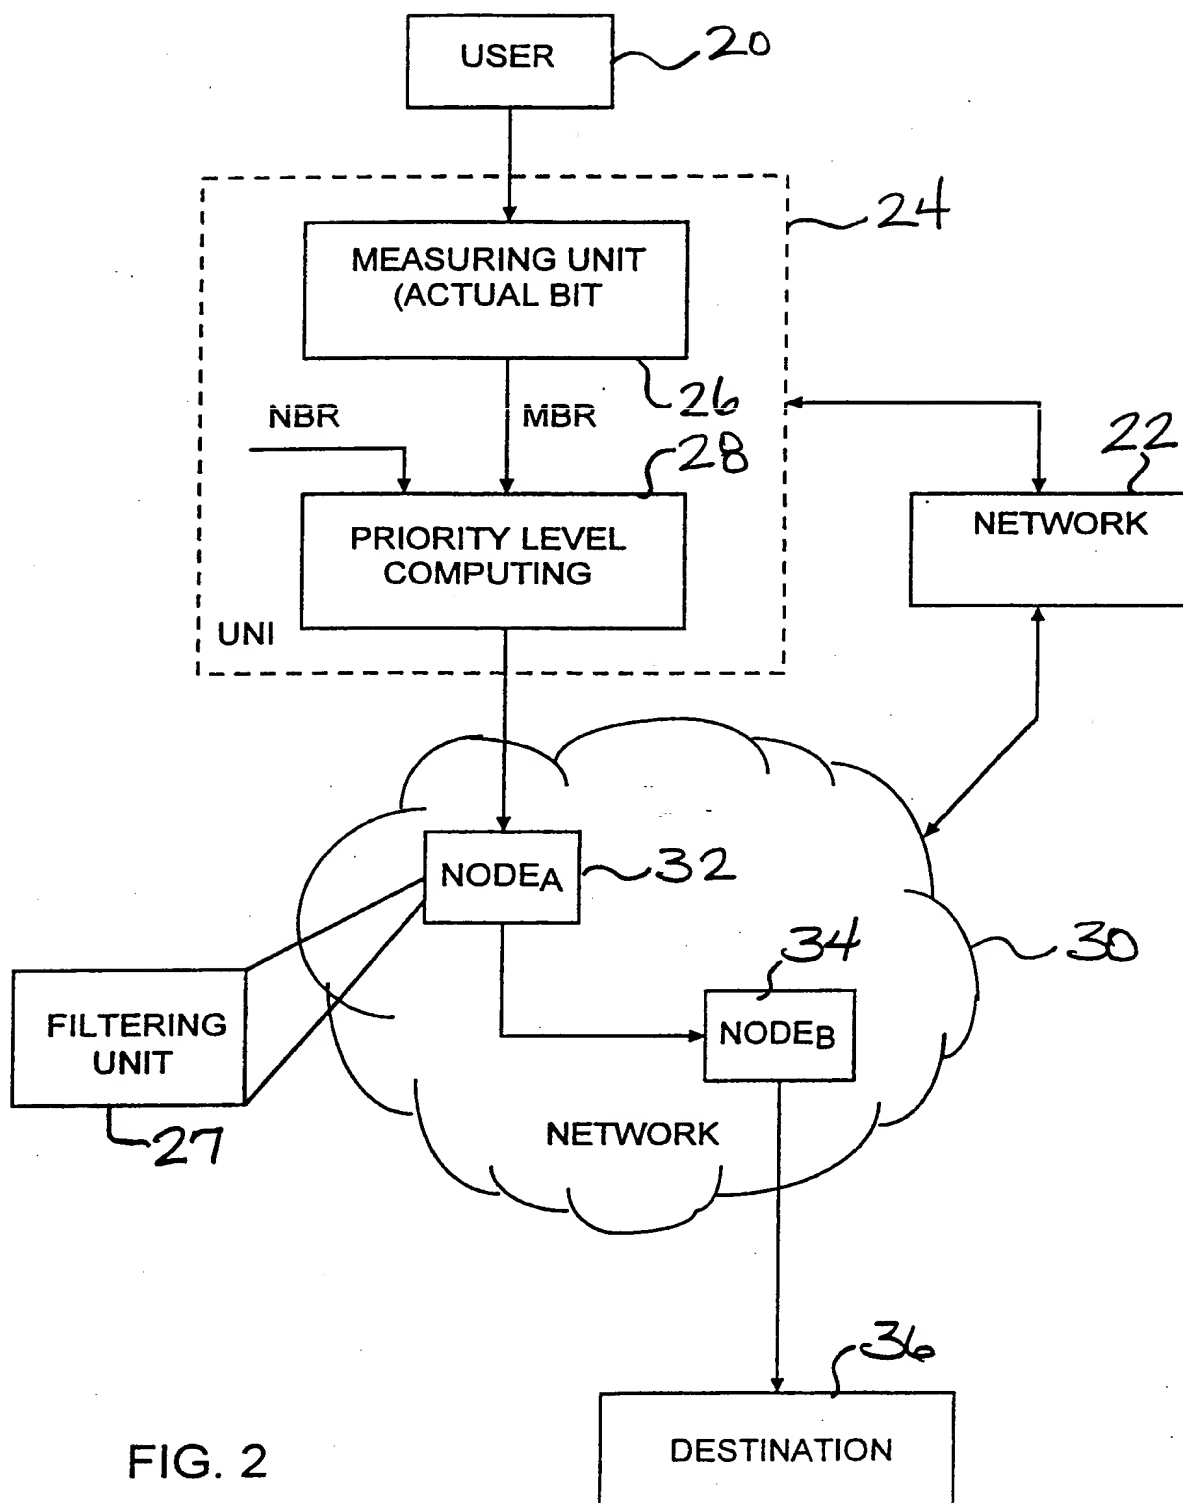 USER
20
24
MEASURING UNIT
(ACTUAL BIT
26
NBR
MBR
28
22
PRIORITY LEVEL
COMPUTING
NETWORK
UNI
NODEA
32
34
30
NODEB
FILTERING
UNIT
27
NETWORK
36
DESTINATION
FIG. 2